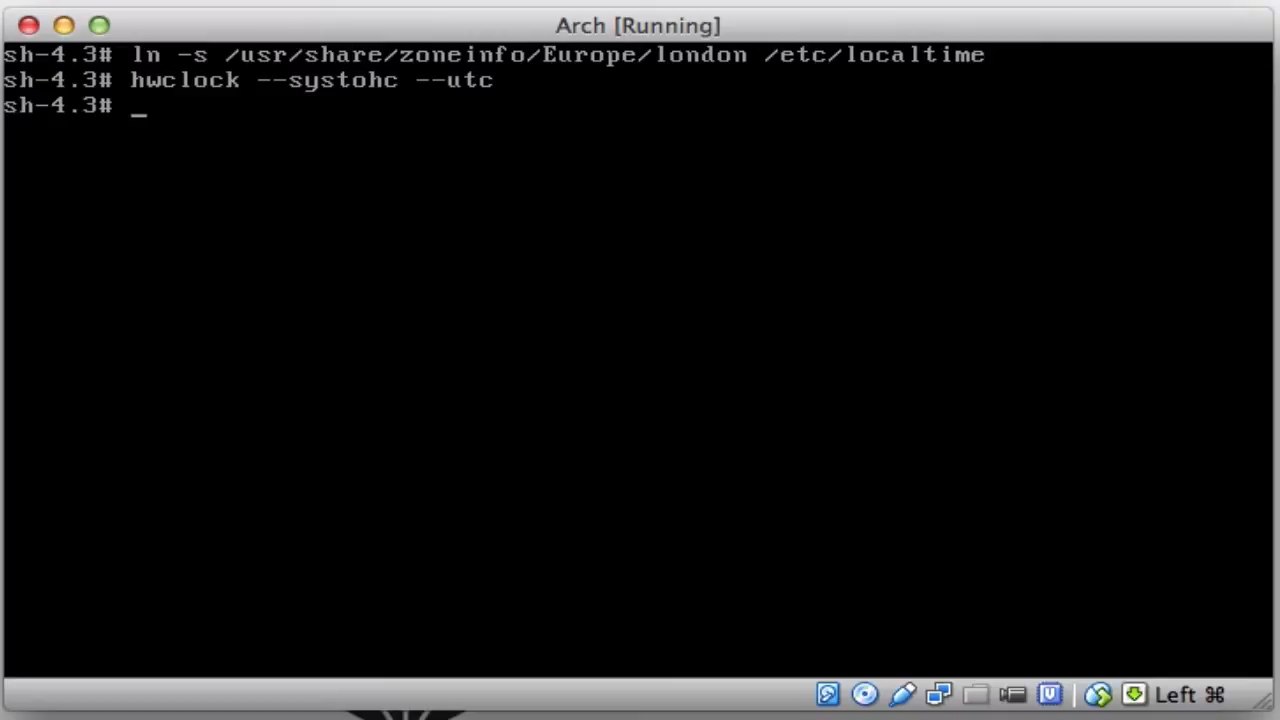 Arch [Running]
sh-4.3# ln -s /usr/share/zoneinfo/Europe/london /etc/localtime
sh-4.3# hwclock --systohc --utc
sh-4.3# _
Left ⌘